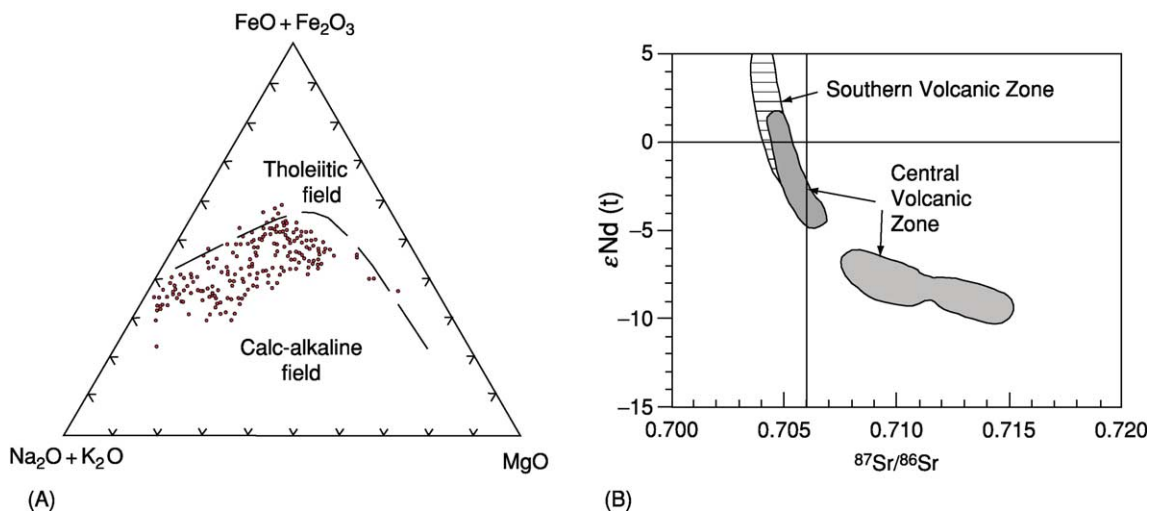 FeO + Fe₂O₃
Tholeiitic
field
Calc-alkaline
field
Na₂O + K₂O
MgO
(A)
5
0
−5
−10
−15
εNd (t)
Southern Volcanic Zone
Central
Volcanic
Zone
0.700
0.705
0.710
0.715
0.720
⁸⁷Sr/⁸⁶Sr
(B)